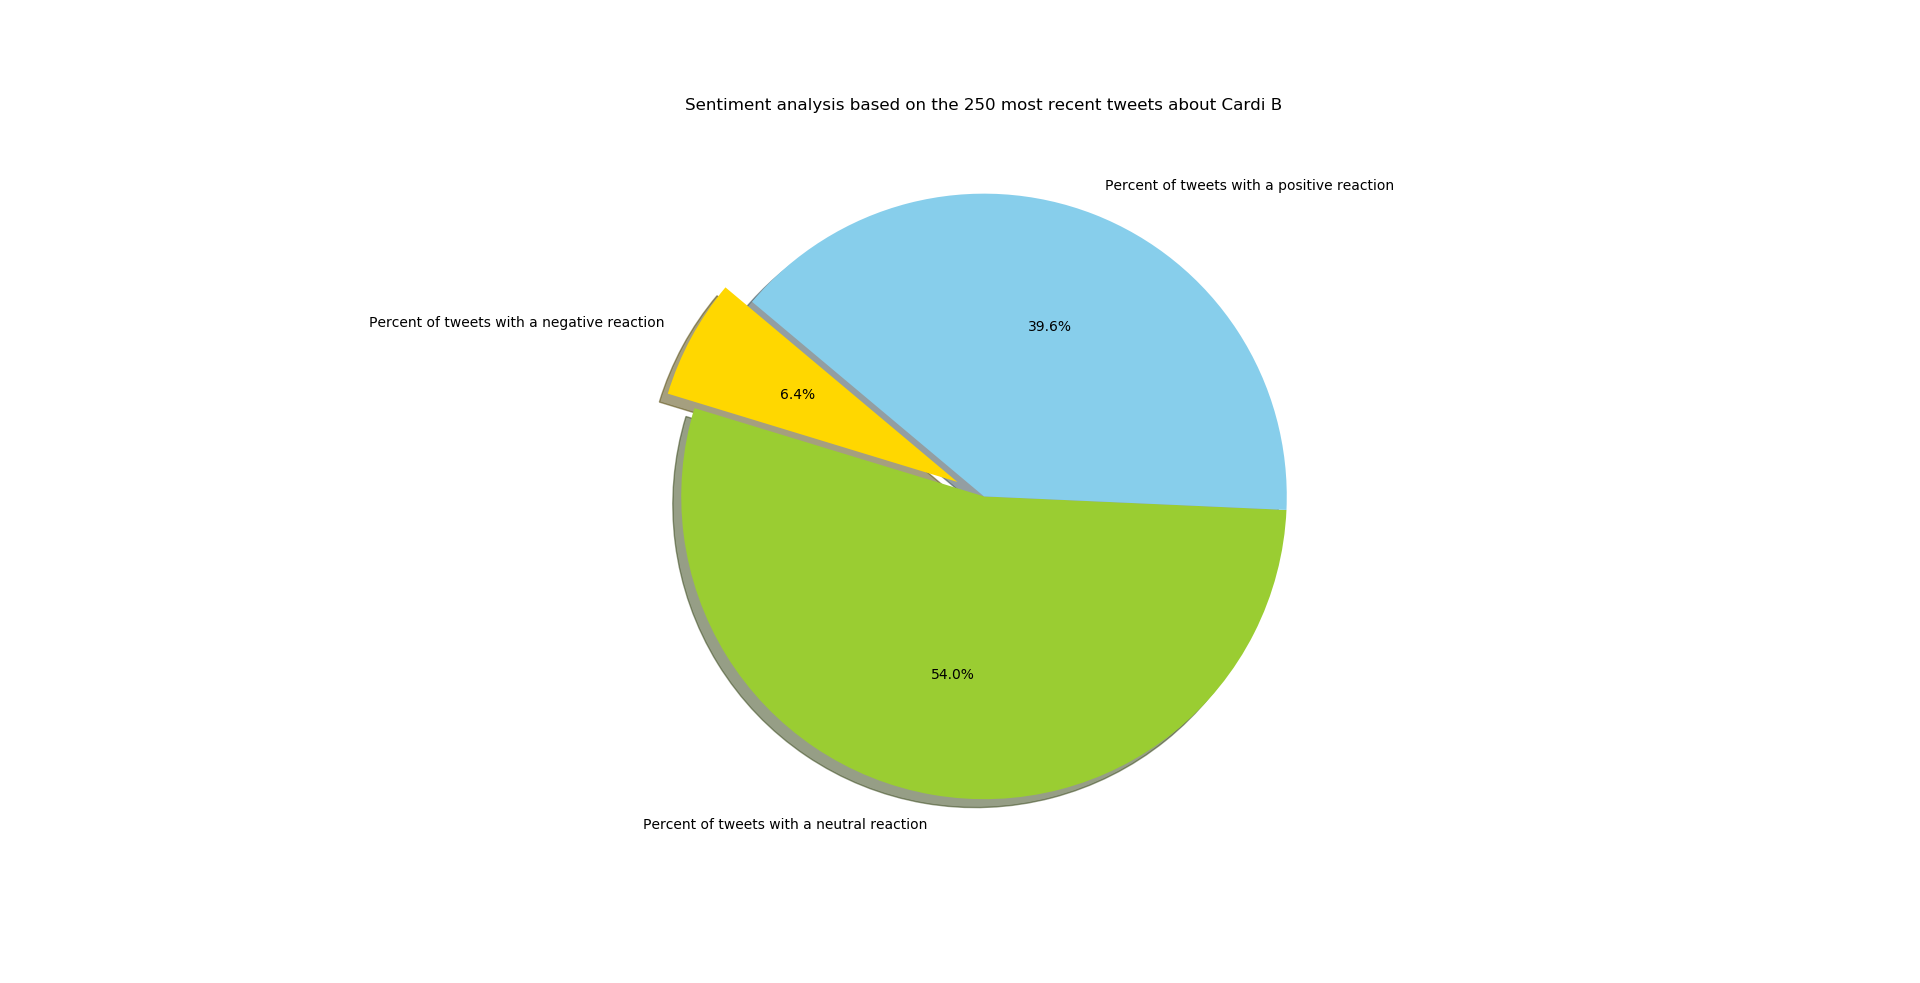 Sentiment analysis based on the 250 most recent tweets about Cardi B
Percent of tweets with a positive reaction
39.6%
Percent of tweets with a negative reaction
6.4%
54.0%
Percent of tweets with a neutral reaction